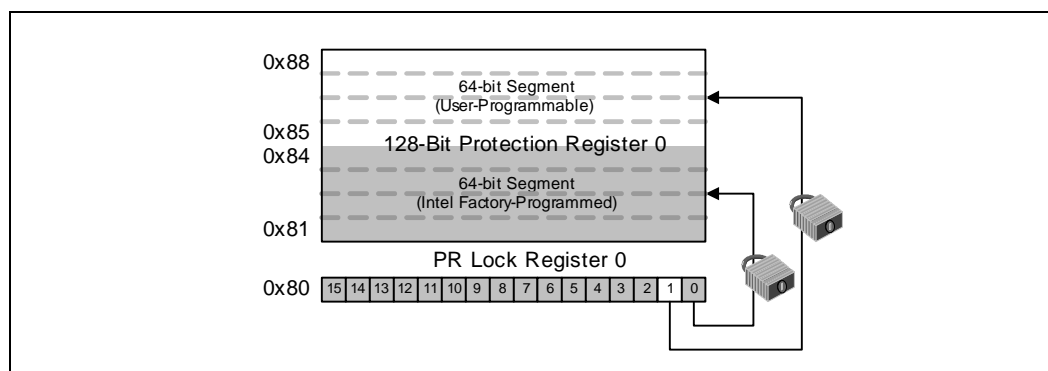 0x88
64-bit Segment
(User-Programmable)
0x85
128-Bit Protection Register 0
0x84
64-bit Segment
(Intel Factory-Programmed)
0x81
PR Lock Register 0
0x80 15 14 13 12 11 10 9 8 7 6 5 4 3 2 1 0